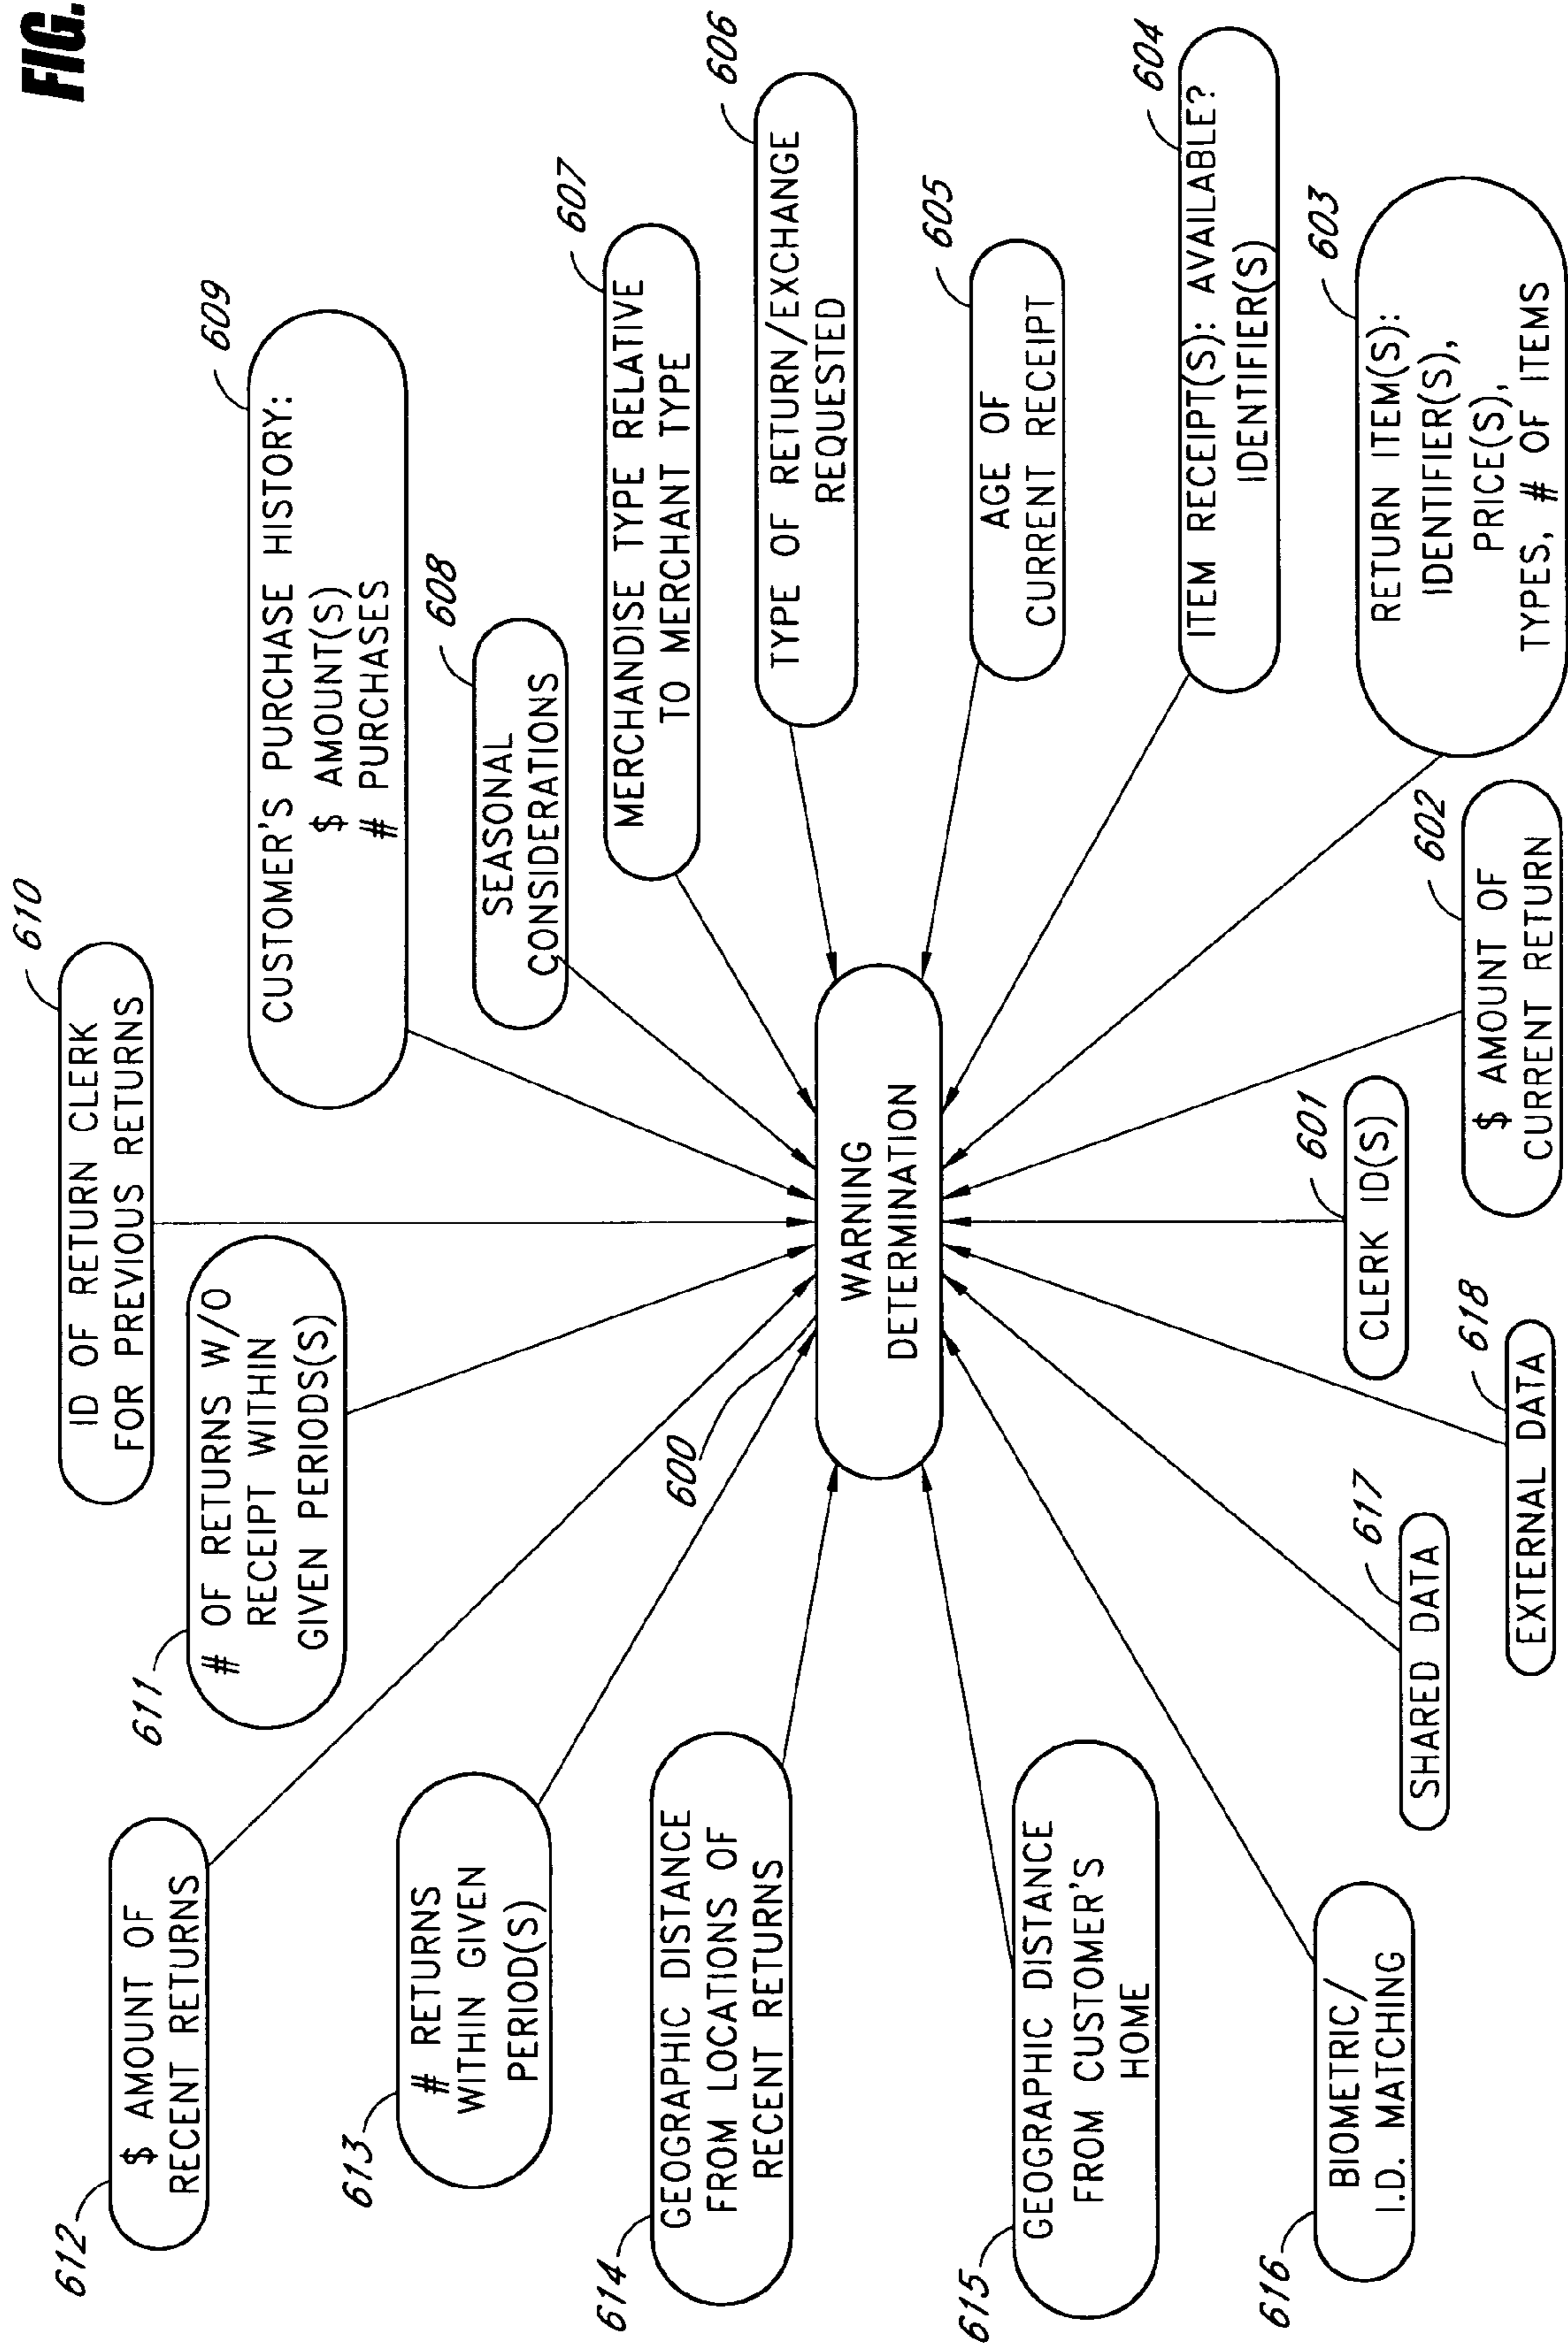 FIG.
610
ID OF RETURN CLERK
FOR PREVIOUS RETURNS
609
CUSTOMER'S PURCHASE HISTORY:
$ AMOUNT(S)
# PURCHASES
608
SEASONAL
CONSIDERATIONS
607
MERCHANDISE TYPE RELATIVE
TO MERCHANT TYPE
606
TYPE OF RETURN/EXCHANGE
REQUESTED
605
AGE OF
CURRENT RECEIPT
604
ITEM RECEIPT(S): AVAILABLE?
IDENTIFIER(S)
603
RETURN ITEM(S):
IDENTIFIER(S),
PRICE(S),
TYPES, # OF ITEMS
602
$ AMOUNT OF
CURRENT RETURN
601
CLERK ID(S)
618
EXTERNAL DATA
617
SHARED DATA
616
BIOMETRIC/
I.D. MATCHING
615
GEOGRAPHIC DISTANCE
FROM CUSTOMER'S
HOME
614
GEOGRAPHIC DISTANCE
FROM LOCATIONS OF
RECENT RETURNS
613
# RETURNS
WITHIN GIVEN
PERIOD(S)
612
$ AMOUNT OF
RECENT RETURNS
611
# OF RETURNS W/O
RECEIPT WITHIN
GIVEN PERIODS(S)
600
WARNING
DETERMINATION